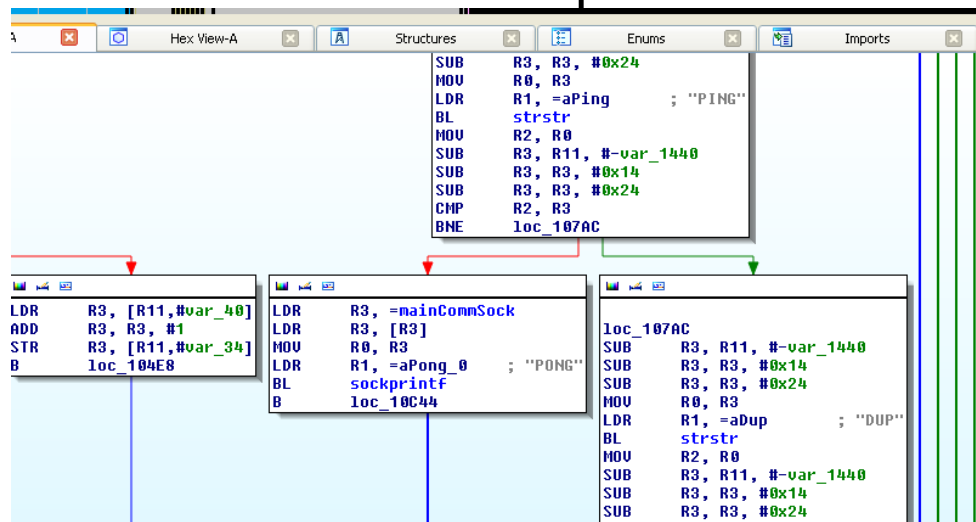 A Hex View-A Structures Enums Imports
SUB R3, R3, #0x24
MOV R0, R3
LDR R1, =aPing ; "PING"
BL strstr
MOV R2, R0
SUB R3, R11, #-var_1440
SUB R3, R3, #0x14
SUB R3, R3, #0x24
CMP R2, R3
BNE loc_107AC
LDR R3, [R11,#var_40]
ADD R3, R3, #1
STR R3, [R11,#var_34]
B loc_104E8
LDR R3, =mainCommSock
LDR R3, [R3]
MOV R0, R3
LDR R1, =aPong_0 ; "PONG"
BL sockprintf
B loc_10C44
loc_107AC
SUB R3, R11, #-var_1440
SUB R3, R3, #0x14
SUB R3, R3, #0x24
MOV R0, R3
LDR R1, =aDup ; "DUP"
BL strstr
MOV R2, R0
SUB R3, R11, #-var_1440
SUB R3, R3, #0x14
SUB R3, R3, #0x24